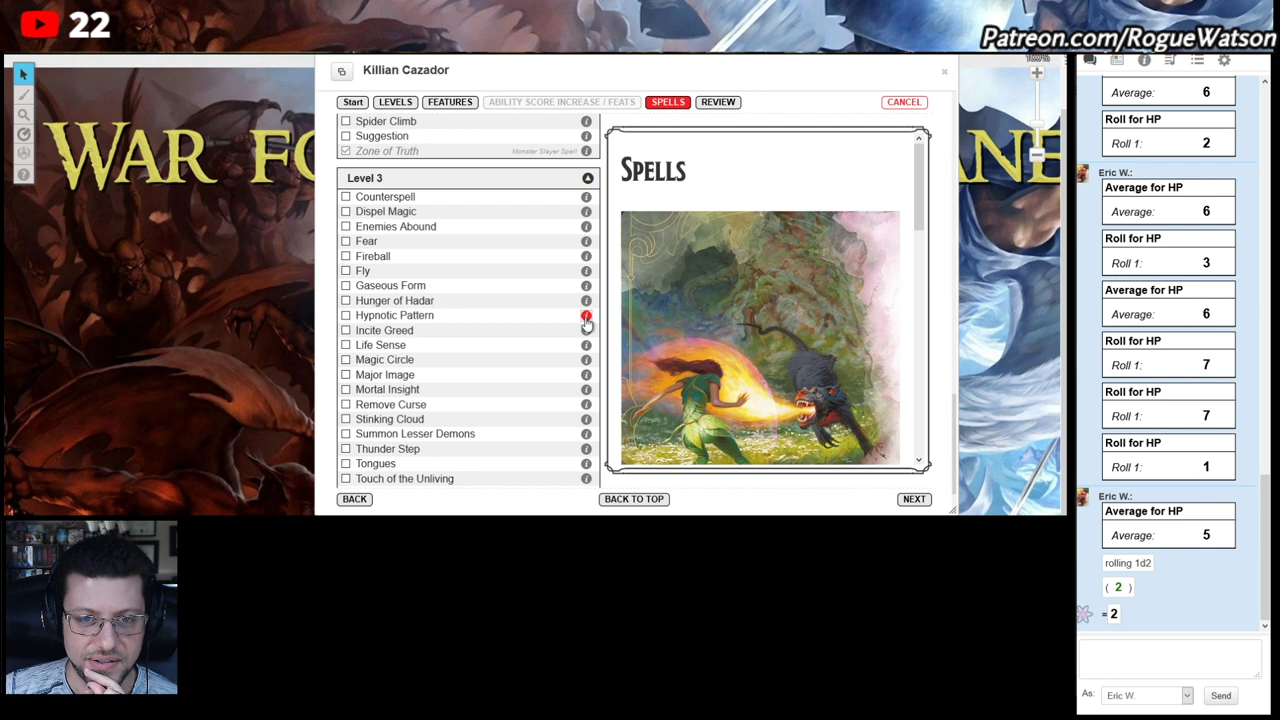 22
Patreon.com/RogueWatson
WAR FO
ANE
Killian Cazador
100%
Start
LEVELS
FEATURES
ABILITY SCORE INCREASE / FEATS
SPELLS
REVIEW
CANCEL
Spider Climb
Suggestion
Zone of Truth
Monster Slayer Spell
Level 3
Counterspell
Dispel Magic
Enemies Abound
Fear
Fireball
Fly
Gaseous Form
Hunger of Hadar
Hypnotic Pattern
Incite Greed
Life Sense
Magic Circle
Major Image
Mortal Insight
Remove Curse
Stinking Cloud
Summon Lesser Demons
Thunder Step
Tongues
Touch of the Unliving
SPELLS
BACK
BACK TO TOP
NEXT
Average: 6
Roll for HP
Roll 1: 2
Eric W.:
Average for HP
Average: 6
Roll for HP
Roll 1: 3
Average for HP
Average: 6
Roll for HP
Roll 1: 7
Roll for HP
Roll 1: 7
Roll for HP
Roll 1: 1
Eric W.:
Average for HP
Average: 5
rolling 1d2
( 2 )
=2
As:
Eric W.
Send